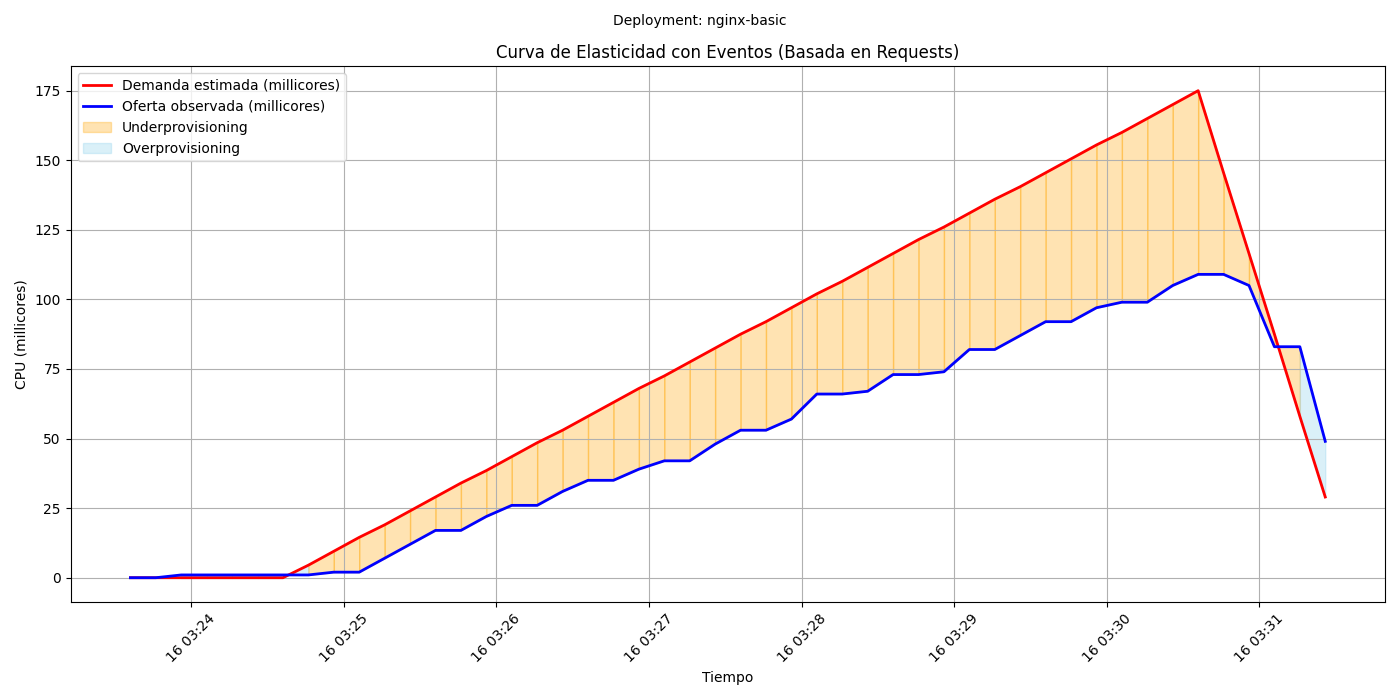 Deployment: nginx-basic
Curva de Elasticidad con Eventos (Basada en Requests)
Demanda estimada (millicores)
Oferta observada (millicores)
Underprovisioning
Overprovisioning
CPU (millicores)
175
150
125
100
75
50
25
0
16 03:24
16 03:25
16 03:26
16 03:27
16 03:28
16 03:29
16 03:30
16 03:31
Tiempo